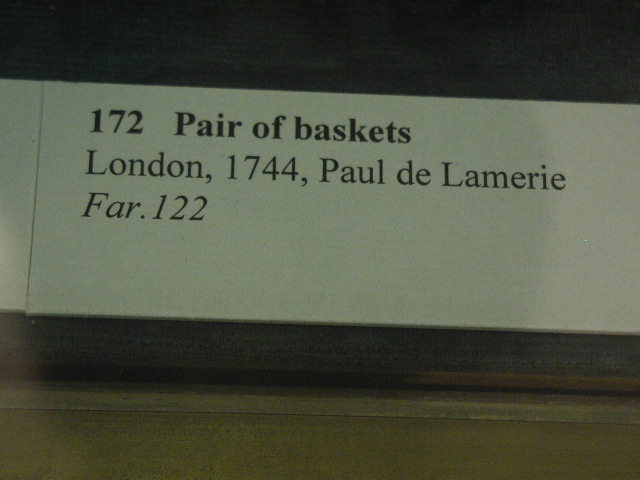 172 Pair of baskets
London, 1744, Paul de Lamerie
Far.122